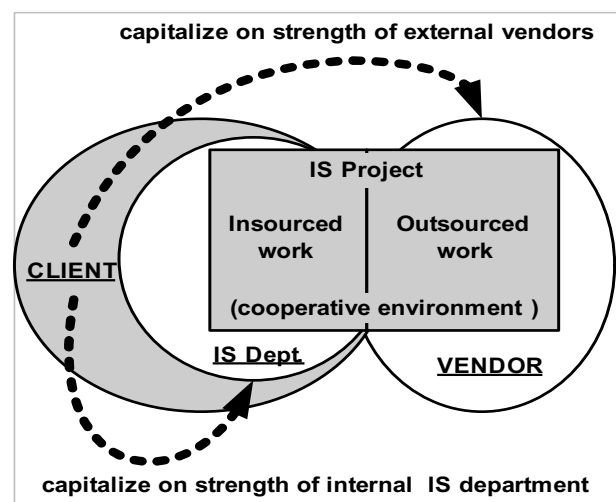 capitalize on strength of external vendors
IS Project
Insourced
work
Outsourced
work
CLIENT
(cooperative environment )
IS Dept.
VENDOR
capitalize on strength of internal IS department